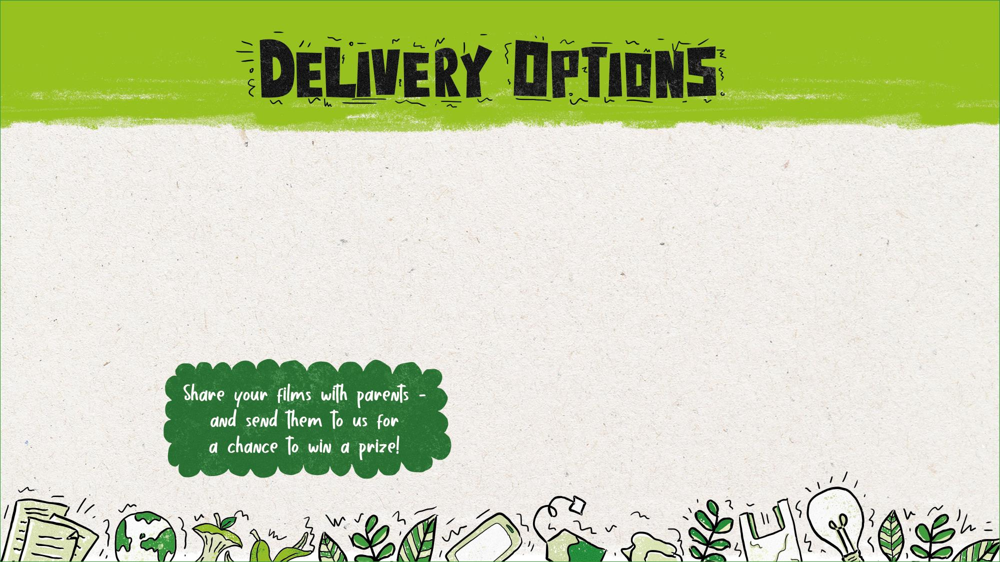 Delivery Options
Share your films with parents -
and send them to us for
a chance to win a prize!